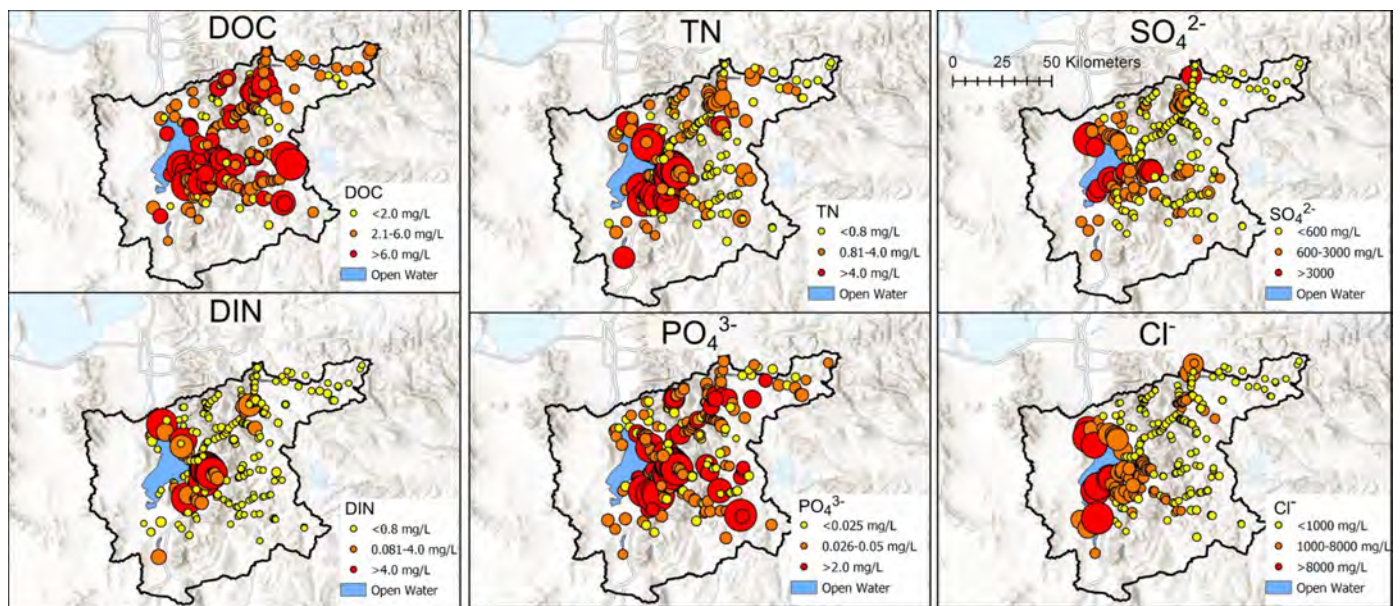 DOC
DOC
<2.0 mg/L
2.1-6.0 mg/L
>6.0 mg/L
Open Water
TN
TN
<0.8 mg/L
0.81-4.0 mg/L
>4.0 mg/L
Open Water
SO₄²⁻
0 25 50 Kilometers
SO₄²⁻
<600 mg/L
600-3000 mg/L
>3000
Open Water
DIN
DIN
<0.8 mg/L
0.081-4.0 mg/L
>4.0 mg/L
Open Water
PO₄³⁻
PO₄³⁻
<0.025 mg/L
0.026-0.05 mg/L
>2.0 mg/L
Open Water
Cl⁻
Cl⁻
<1000 mg/L
1000-8000 mg/L
>8000 mg/L
Open Water